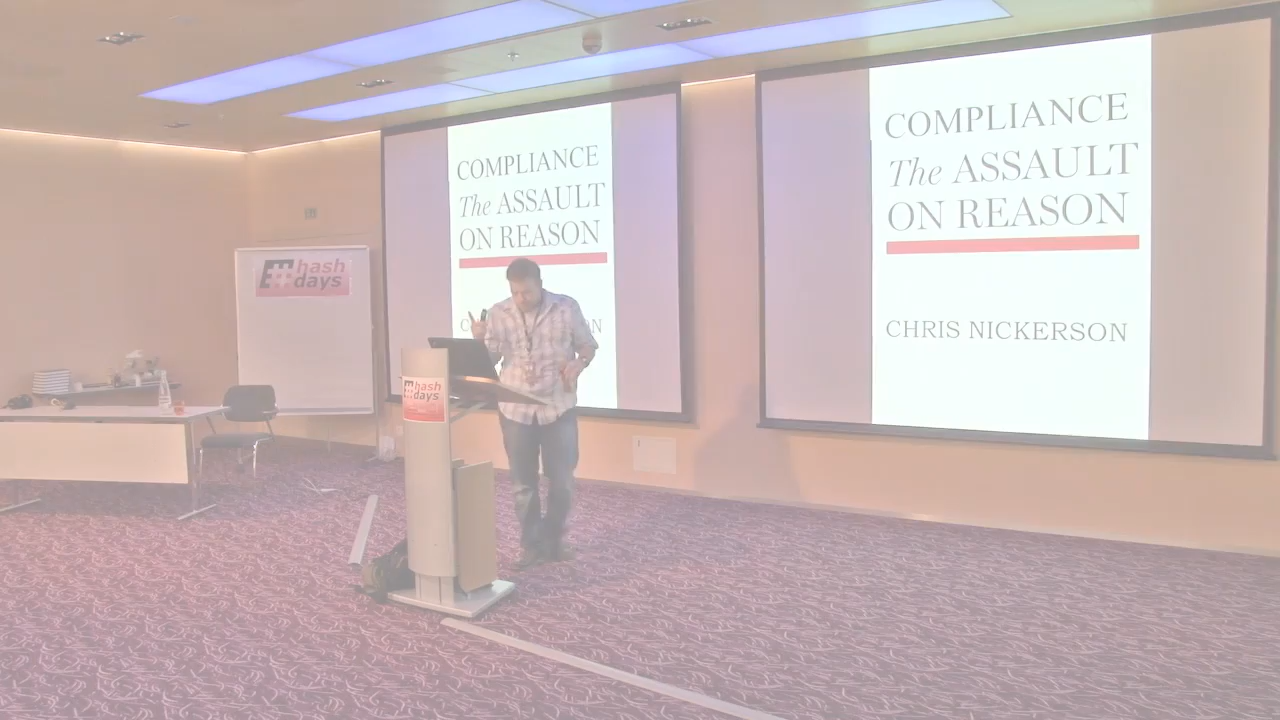 COMPLIANCE
The ASSAULT
ON REASON
COMPLIANCE
The ASSAULT
ON REASON
CHRIS NICKERSON
hash
days
hash
days